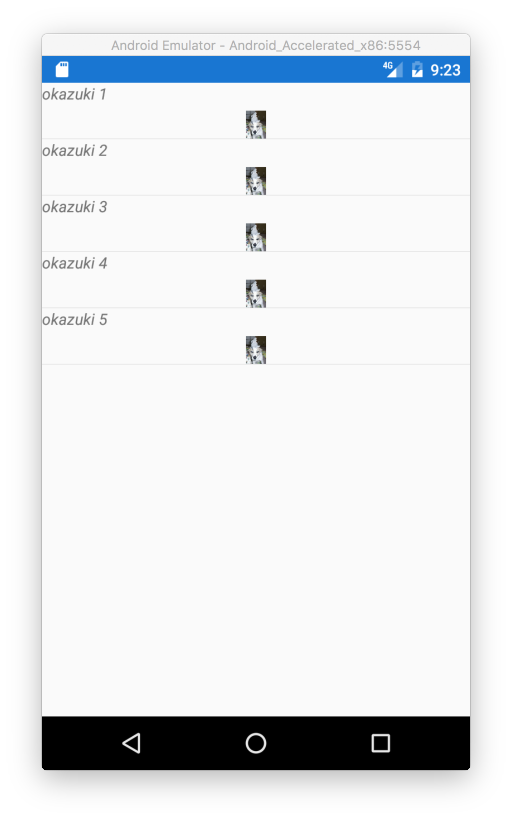 Android Emulator - Android_Accelerated_x86:5554
4G 9:23
okazuki 1
okazuki 2
okazuki 3
okazuki 4
okazuki 5